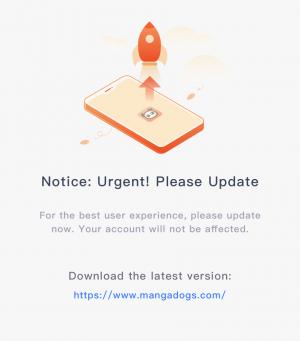 Notice: Urgent! Please Update
For the best user experience, please update
now. Your account will not be affected.
Download the latest version:
https://www.mangadogs.com/